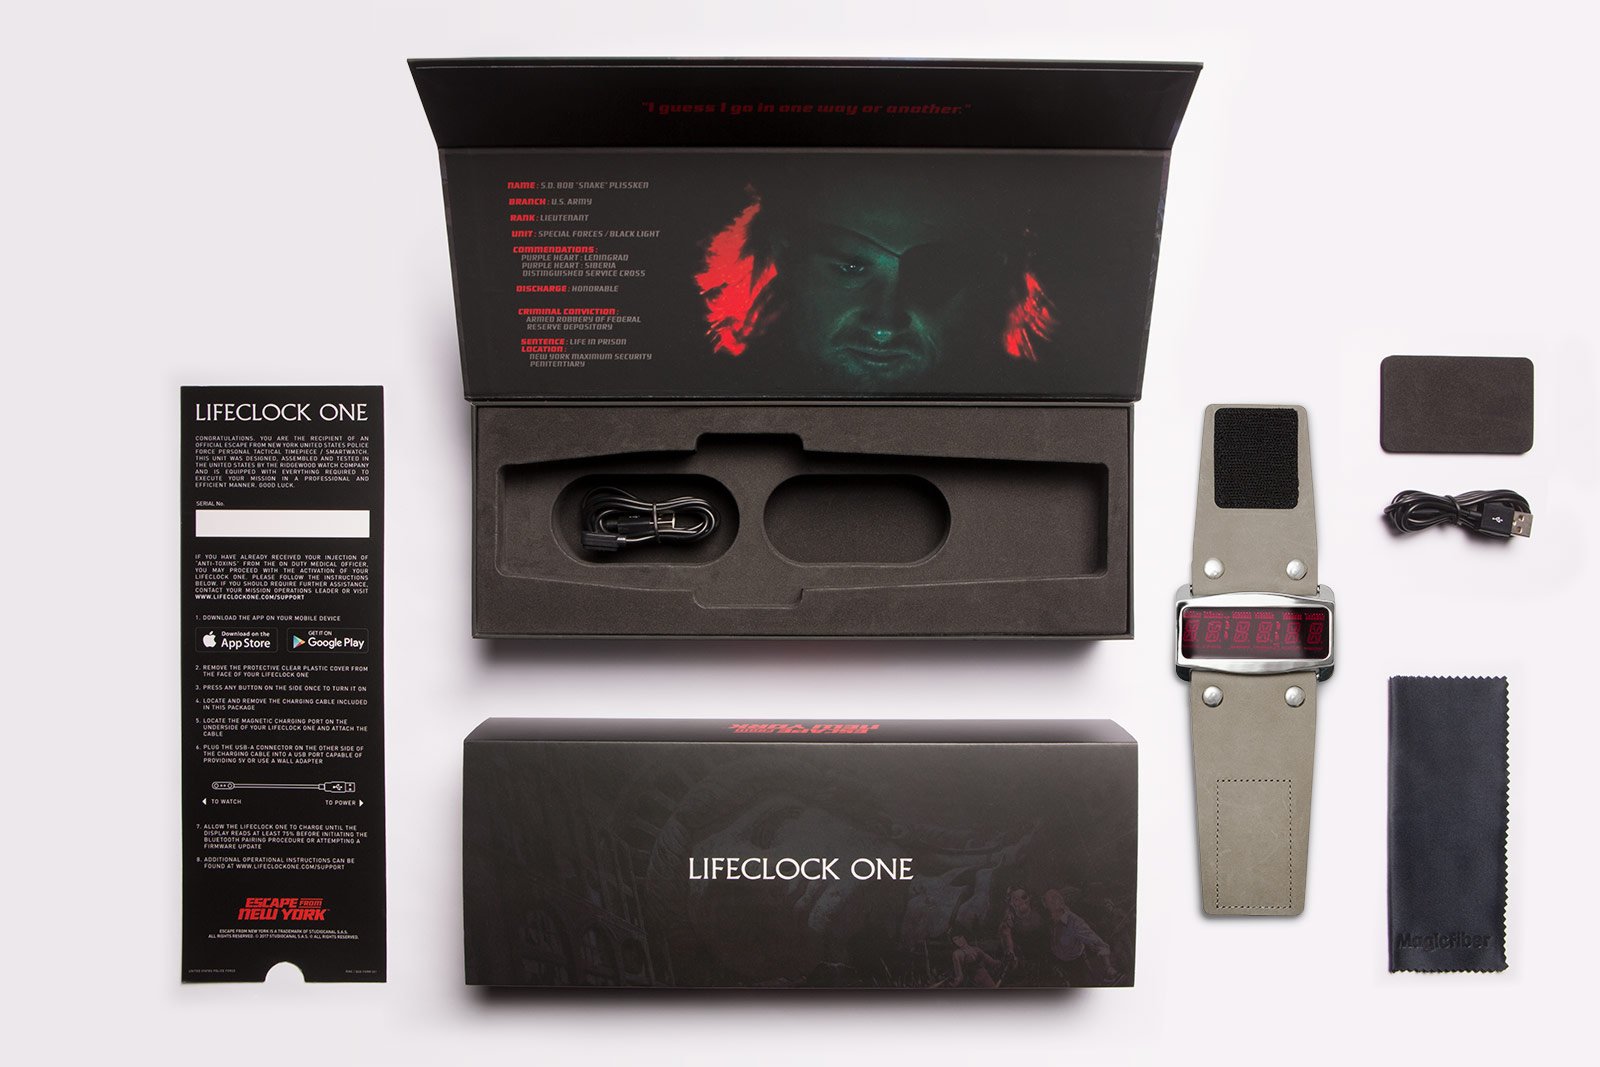 "I guess I go in one way or another."
NAME : S.D. BOB "SNAKE" PLISSKEN
BRANCH : U.S. ARMY
RANK : LIEUTENANT
UNIT : SPECIAL FORCES / BLACK LIGHT
COMMENDATIONS :
PURPLE HEART : LENINGRAD
PURPLE HEART : SIBERIA
DISTINGUISHED SERVICE CROSS
DISCHARGE : HONORABLE
CRIMINAL CONVICTION :
ARMED ROBBERY OF FEDERAL
RESERVE DEPOSITORY
SENTENCE : LIFE IN PRISON
LOCATION :
NEW YORK MAXIMUM SECURITY
PENITENTIARY
LIFECLOCK ONE
CONGRATULATIONS. YOU ARE THE RECIPIENT OF AN
OFFICIAL ESCAPE FROM NEW YORK UNITED STATES POLICE
FORCE PERSONAL TACTICAL TIMEPIECE / SMARTWATCH.
THIS UNIT WAS DESIGNED, ASSEMBLED AND TESTED IN
THE UNITED STATES BY THE RIDGEWOOD WATCH COMPANY
AND IS EQUIPPED WITH EVERYTHING REQUIRED TO
EXECUTE YOUR MISSION IN A PROFESSIONAL AND
EFFICIENT MANNER. GOOD LUCK.
SERIAL No.
IF YOU HAVE ALREADY RECEIVED YOUR INJECTION OF
"ANTI-TOXINS" FROM THE ON DUTY MEDICAL OFFICER,
YOU MAY PROCEED WITH THE ACTIVATION OF YOUR
LIFECLOCK ONE. PLEASE FOLLOW THE INSTRUCTIONS
BELOW. IF YOU SHOULD REQUIRE FURTHER ASSISTANCE,
CONTACT YOUR MISSION OPERATIONS LEADER OR VISIT
WWW.LIFECLOCKONE.COM/SUPPORT
1. DOWNLOAD THE APP ON YOUR MOBILE DEVICE
Download on the
App Store
GET IT ON
Google Play
2. REMOVE THE PROTECTIVE CLEAR PLASTIC COVER FROM
THE FACE OF YOUR LIFECLOCK ONE
3. PRESS ANY BUTTON ON THE SIDE ONCE TO TURN IT ON
4. LOCATE AND REMOVE THE CHARGING CABLE INCLUDED
IN THIS PACKAGE
5. LOCATE THE MAGNETIC CHARGING PORT ON THE
UNDERSIDE OF YOUR LIFECLOCK ONE AND ATTACH THE
CABLE
6. PLUG THE USB-A CONNECTOR ON THE OTHER SIDE OF
THE CHARGING CABLE INTO A USB PORT CAPABLE OF
PROVIDING 5V OR USE A WALL ADAPTER
TO WATCH
TO POWER
7. ALLOW THE LIFECLOCK ONE TO CHARGE UNTIL THE
DISPLAY READS AT LEAST 75% BEFORE INITIATING THE
BLUETOOTH PAIRING PROCEDURE OR ATTEMPTING A
FIRMWARE UPDATE
8. ADDITIONAL OPERATIONAL INSTRUCTIONS CAN BE
FOUND AT WWW.LIFECLOCKONE.COM/SUPPORT
ESCAPE FROM
NEW YORK
ESCAPE FROM NEW YORK IS A TRADEMARK OF STUDIOCANAL S.A.S.
ALL RIGHTS RESERVED. © 2017 STUDIOCANAL S.A.S. © ALL RIGHTS RESERVED.
UNITED STATES POLICE FORCE
ESCAPE FROM
NEW YORK
LIFECLOCK ONE
Magicfiber